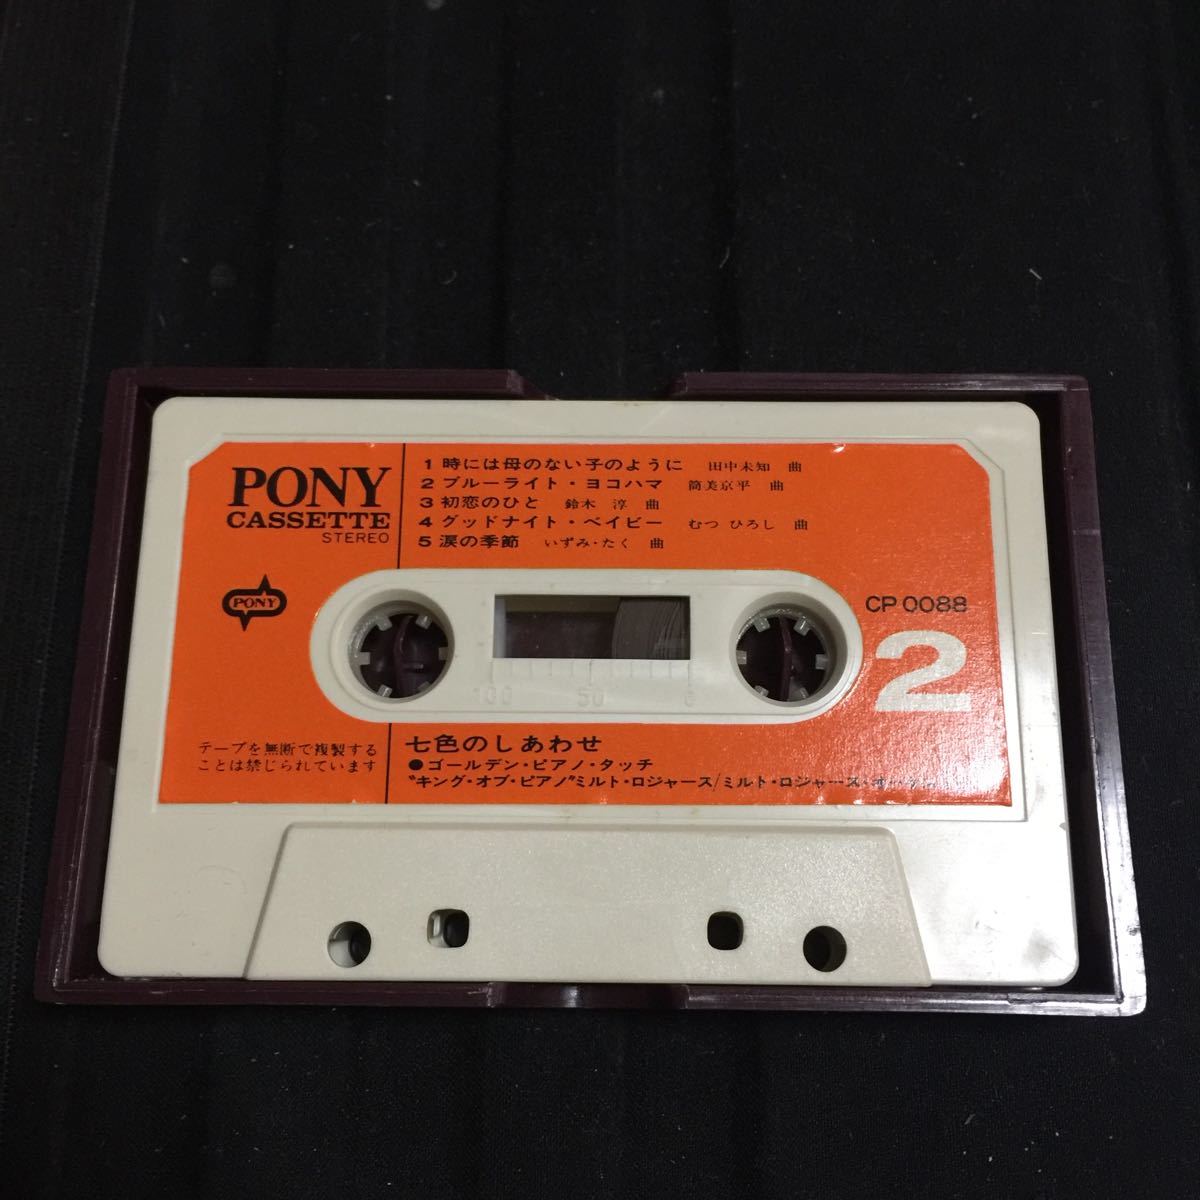 PONY
CASSETTE
STEREO
1 時には母のない子のように 田中未知 曲
2 ブルーライト・ヨコハマ 筒美京平 曲
3 初恋のひと 鈴木 淳 曲
4 グッドナイト・ベイビー むつ ひろし 曲
5 涙の季節 いずみ・たく 曲
PONY
CP 0088
2
100 50 0
テープを無断で複製する
ことは禁じられています
七色のしあわせ
●ゴールデン・ピアノ・タッチ
"キング・オブ・ピアノ"ミルト・ロジャース/ミルト・ロジャース・